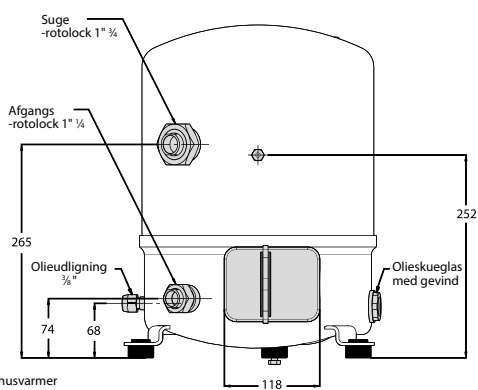 Suge
-rotolock 1" ¾
Afgangs
-rotolock 1" ¼
265
252
Olieudligning
⅜"
Olieskueglas
med gevind
74
68
118
husvarmer